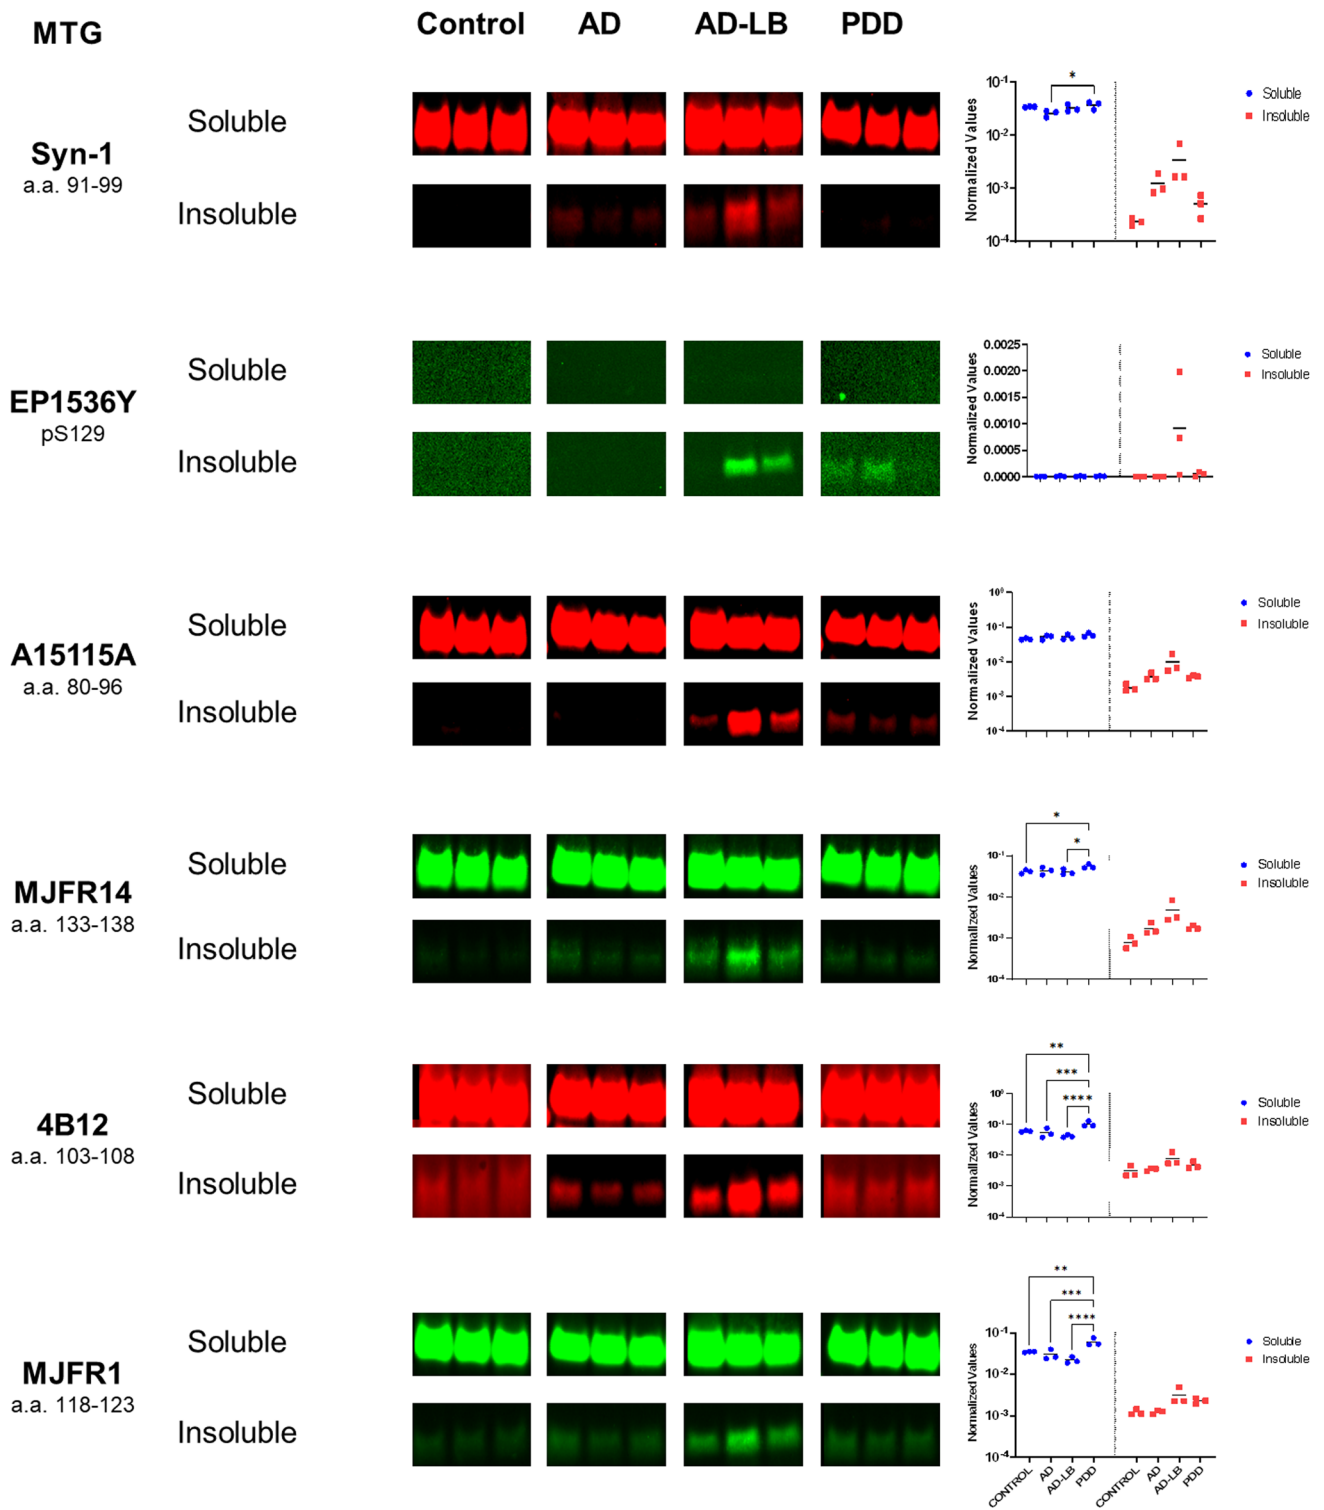 MTG
Control AD AD-LB PDD
Syn-1
a.a. 91-99
Soluble
Insoluble
Normalized Values
10-1
10-2
10-3
10-4
*
Soluble
Insoluble
EP1536Y
pS129
Soluble
Insoluble
Normalized Values
0.0025
0.0020
0.0015
0.0010
0.0005
0.0000
Soluble
Insoluble
A15115A
a.a. 80-96
Soluble
Insoluble
Normalized Values
100
10-1
10-2
10-3
10-4
Soluble
Insoluble
MJFR14
a.a. 133-138
Soluble
Insoluble
Normalized Values
10-1
10-2
10-3
10-4
*
*
Soluble
Insoluble
4B12
a.a. 103-108
Soluble
Insoluble
Normalized Values
100
10-1
10-2
10-3
10-4
**
***
****
Soluble
Insoluble
MJFR1
a.a. 118-123
Soluble
Insoluble
Normalized Values
10-1
10-2
10-3
10-4
**
***
****
Soluble
Insoluble
CONTROL AD AD-LB PDD CONTROL AD AD-LB PDD